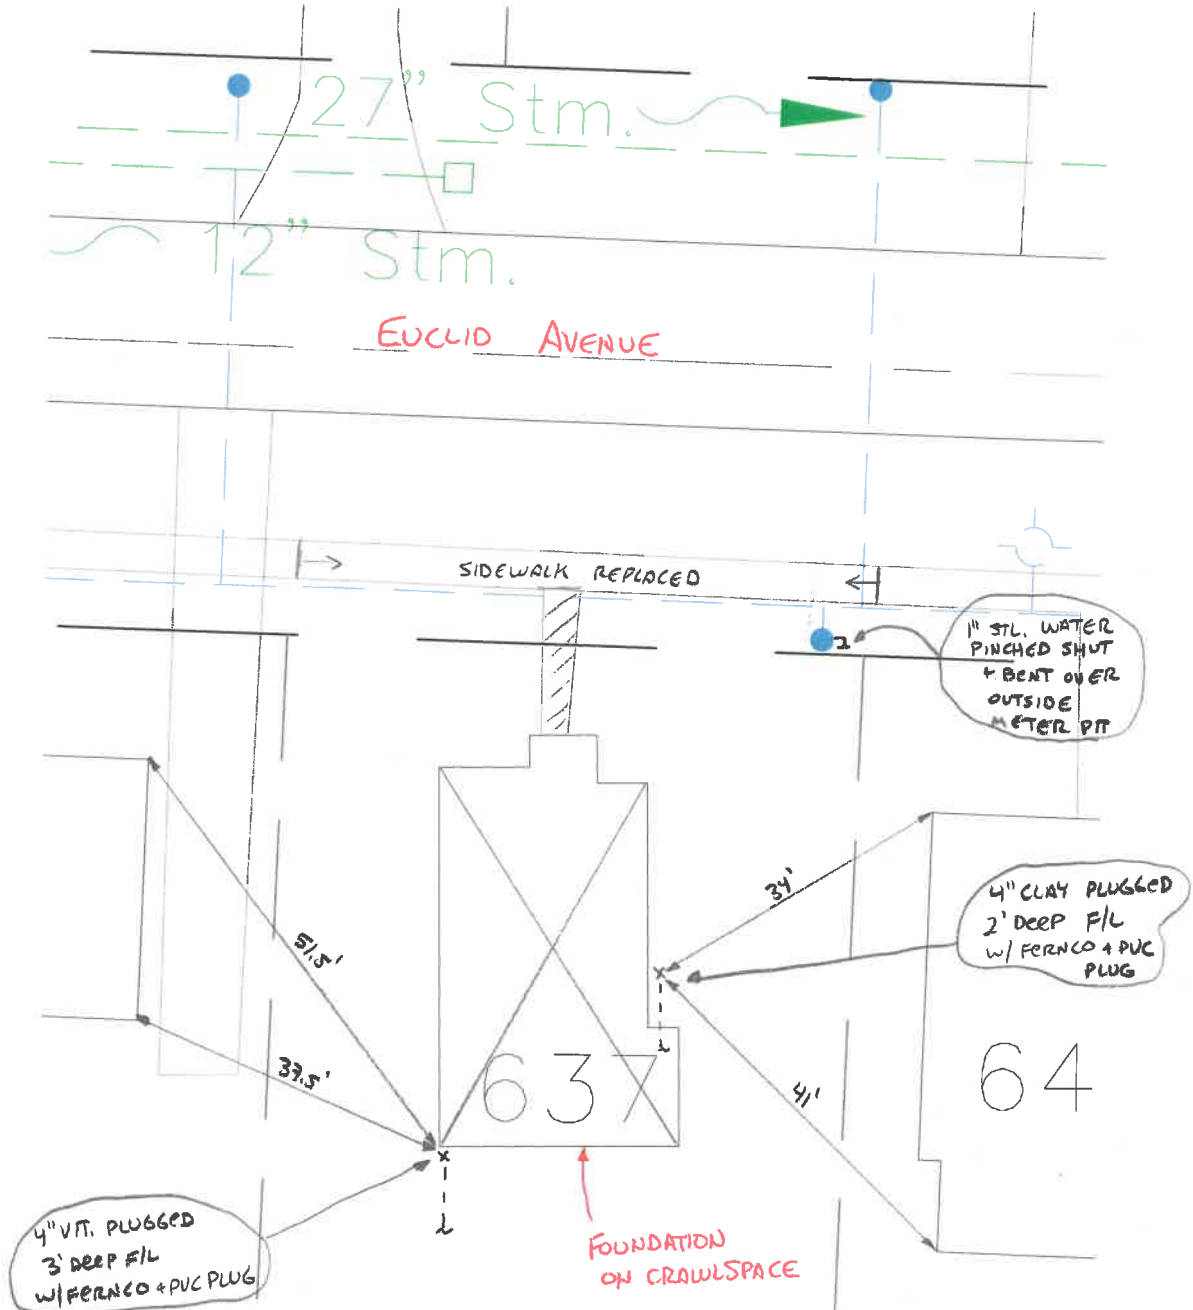 27" Stm.
12" Stm.
EUCLID AVENUE
SIDEWALK REPLACED
1" STL. WATER
PINCHED SHUT
+ BENT OVER
OUTSIDE
METER PIT
34'
51.5'
4" CLAY PLUGGED
2' DEEP F/L
W/ FERNCO + PVC
PLUG
637
64
41'
4" VIT. PLUGGED
3' DEEP F/L
W/ FERNCO + PVC PLUG
FOUNDATION
ON CRAWLSPACE